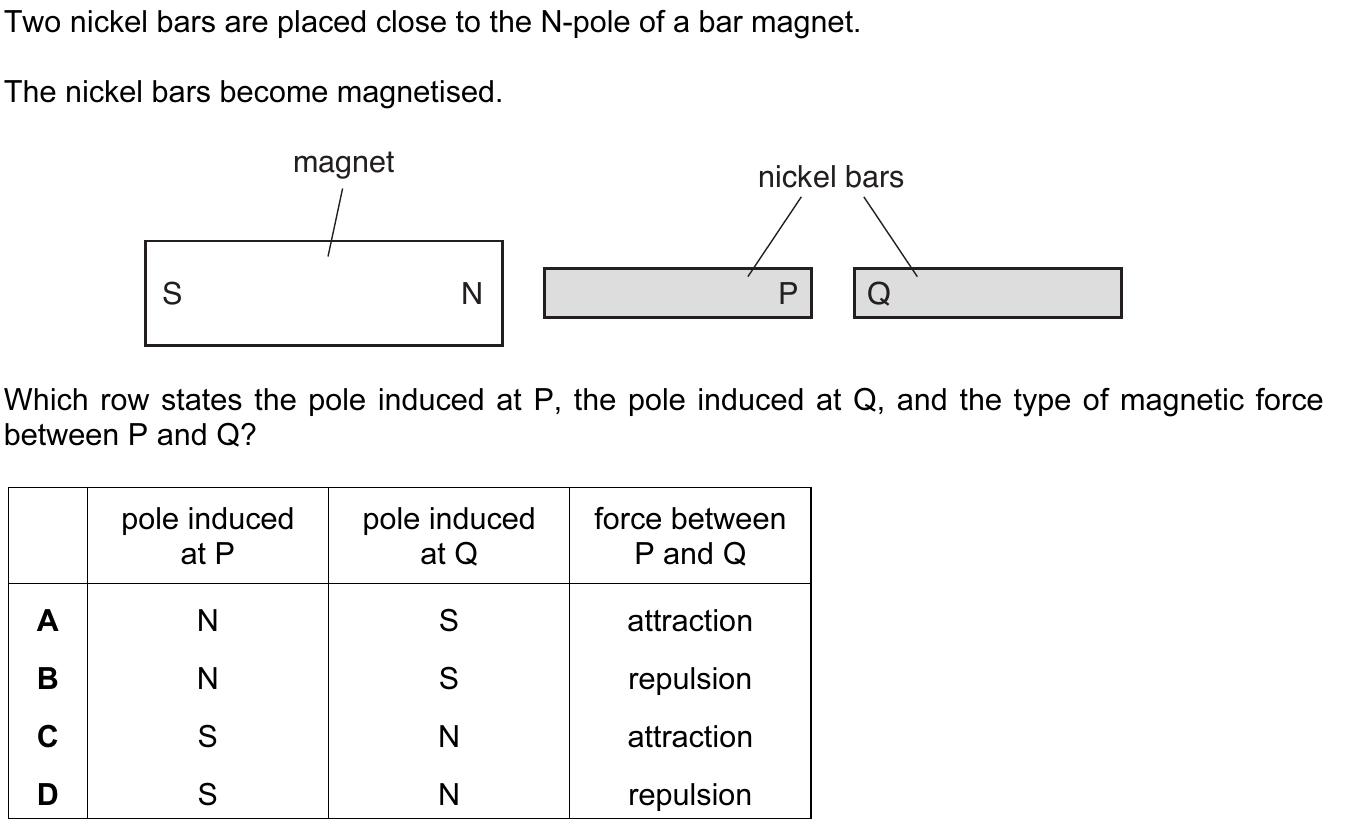 Two nickel bars are placed close to the N-pole of a bar magnet.
The nickel bars become magnetised.
magnet
nickel bars
S N P Q
Which row states the pole induced at P, the pole induced at Q, and the type of magnetic force
between P and Q?
pole induced at P
pole induced at Q
force between P and Q
A N S attraction
B N S repulsion
C S N attraction
D S N repulsion